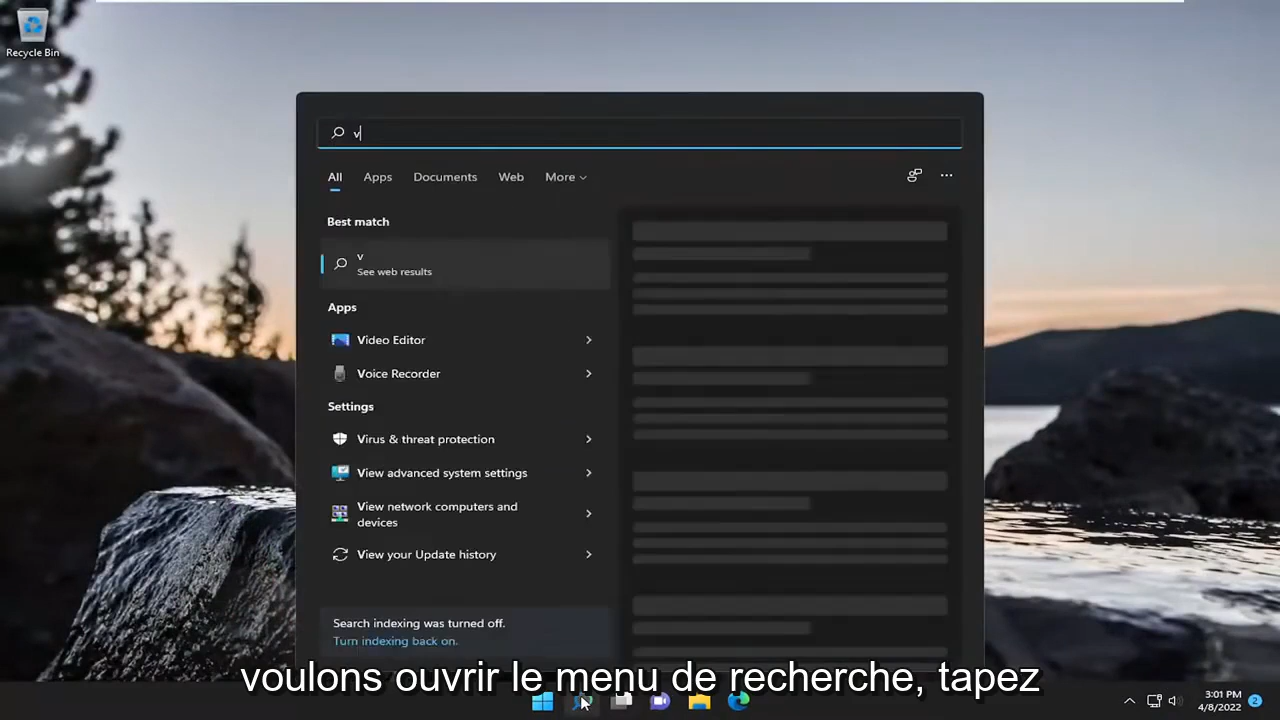 Recycle Bin
v
All Apps Documents Web More
Best match
v
See web results
Apps
Video Editor
Voice Recorder
Settings
Virus & threat protection
View advanced system settings
View network computers and
devices
View your Update history
Search indexing was turned off.
Turn indexing back on.
voulons ouvrir le menu de recherche, tapez
3:01 PM
4/8/2022
2